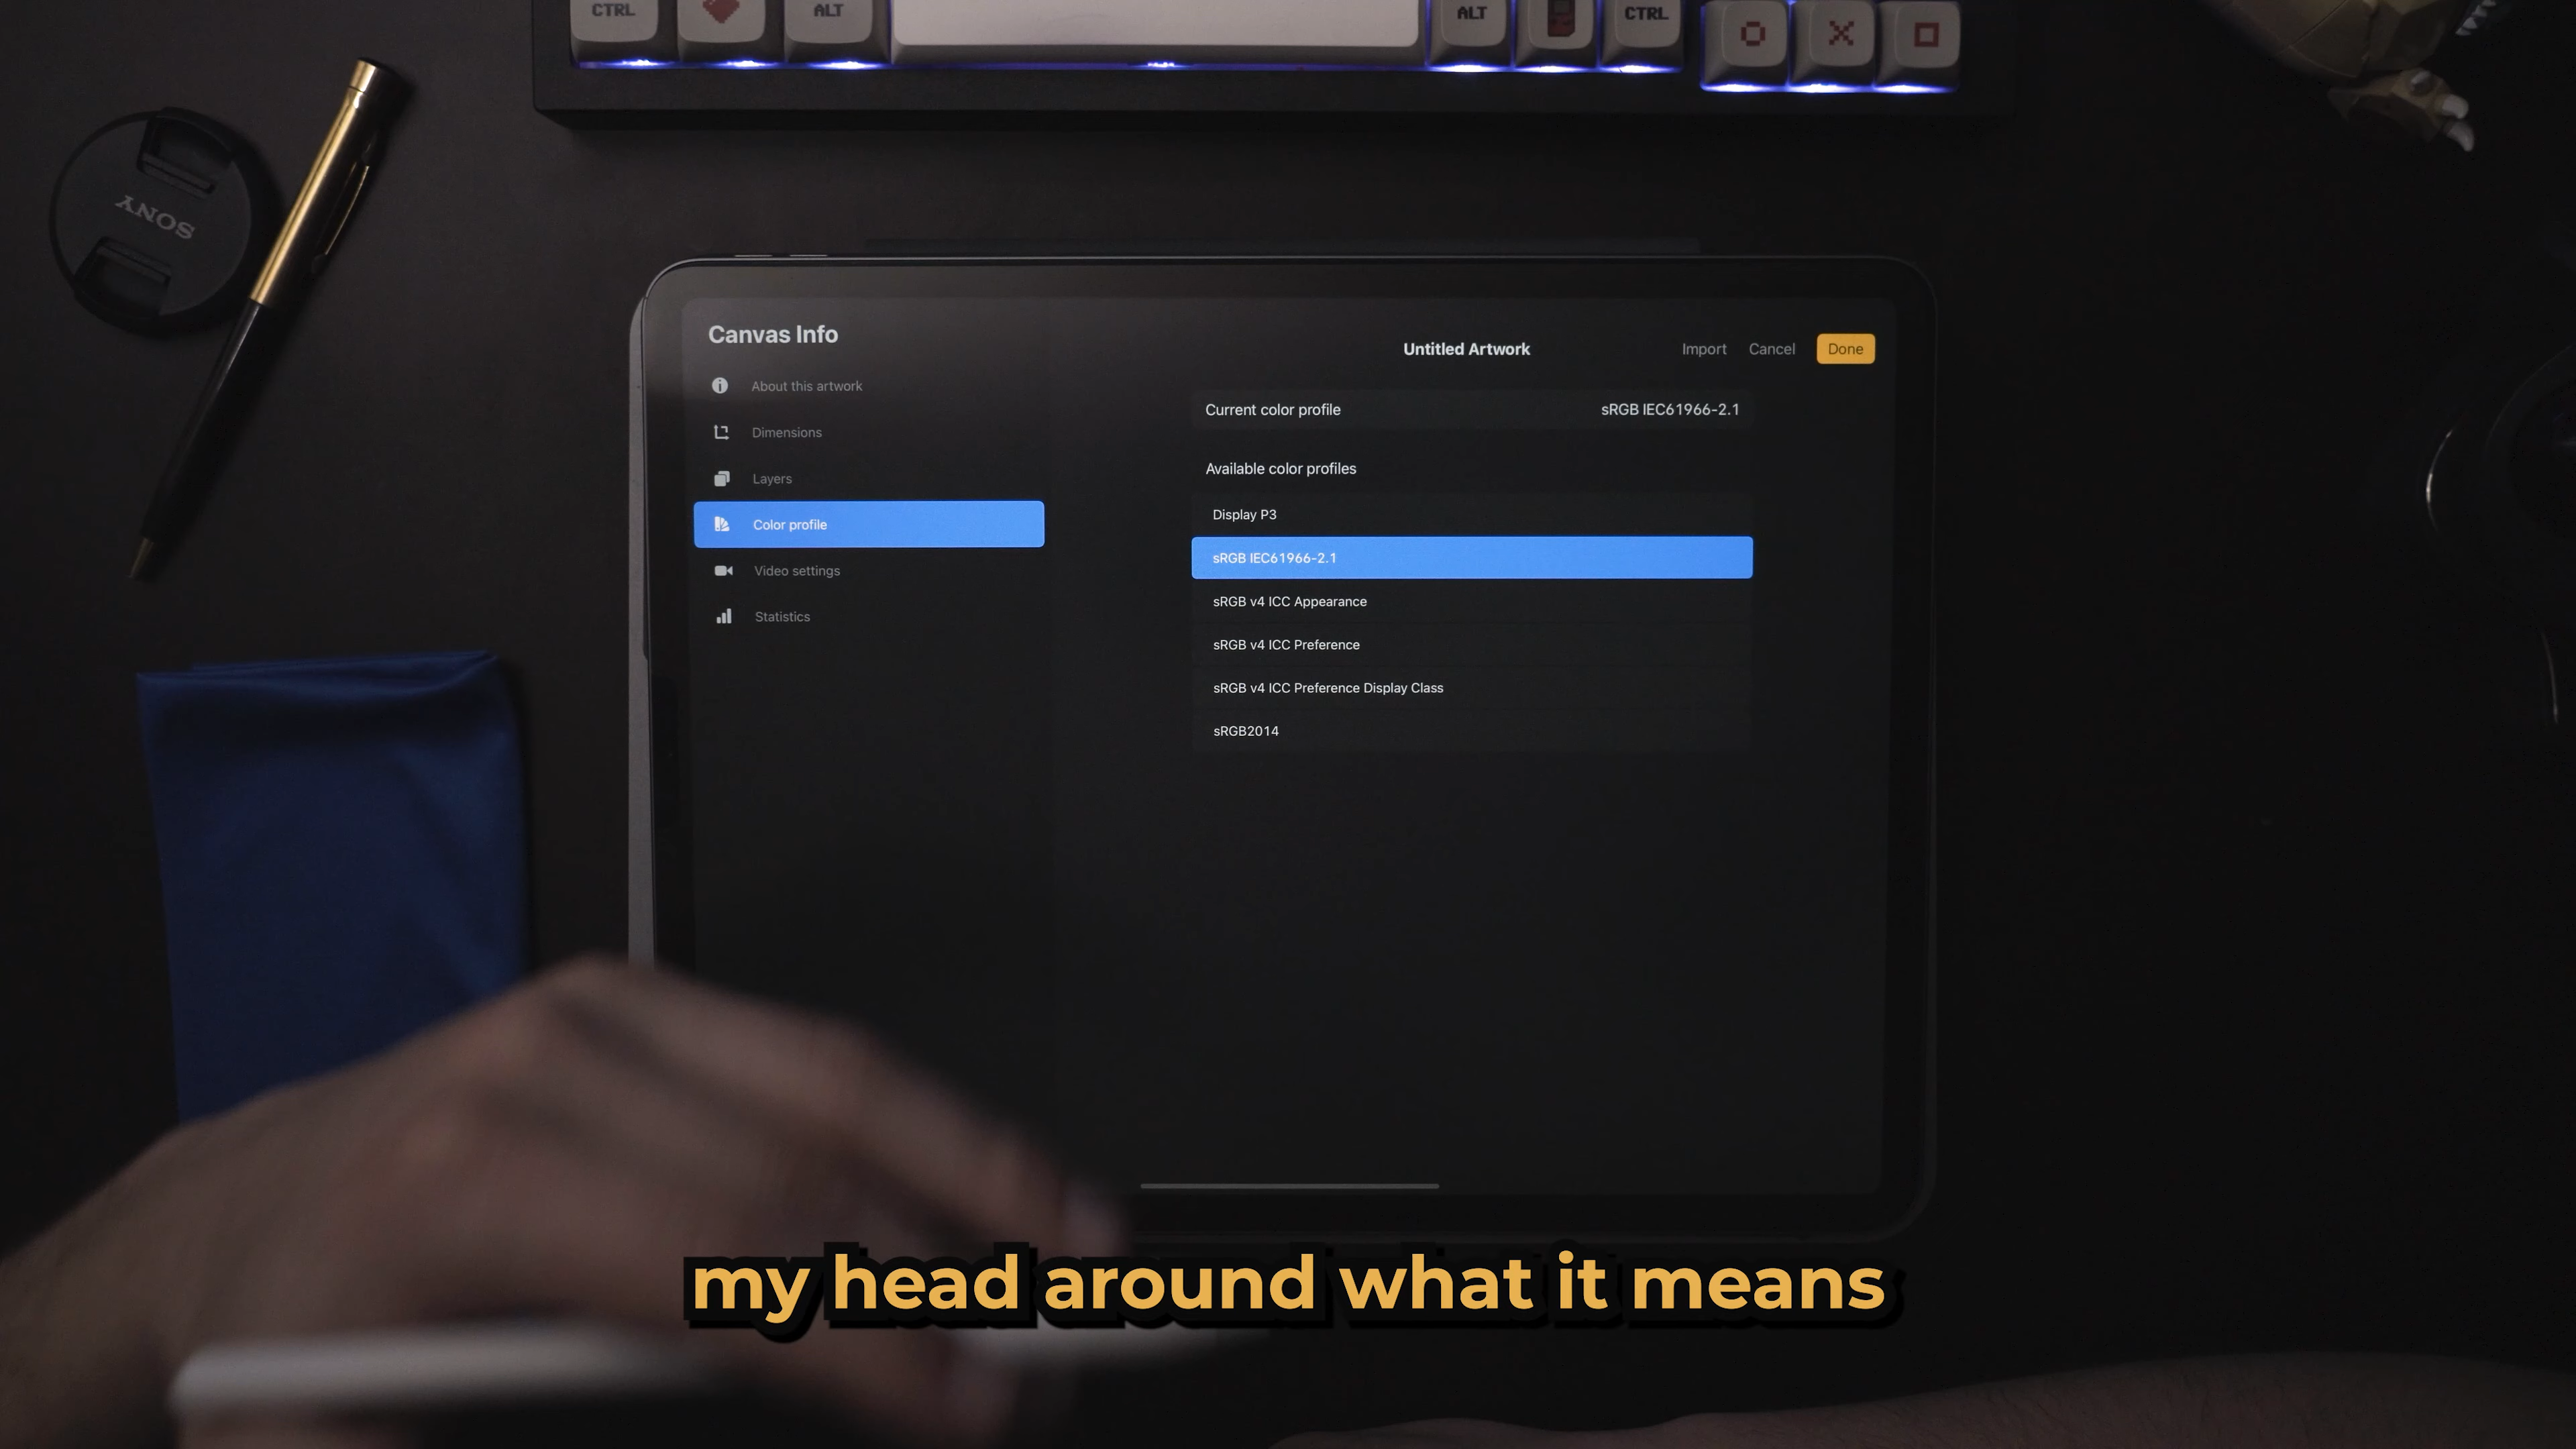 CTRL
ALT
ALT
CTRL
SONY
Canvas Info
Untitled Artwork
Import
Cancel
Done
About this artwork
Dimensions
Layers
Color profile
Video settings
Statistics
Current color profile
sRGB IEC61966-2.1
Available color profiles
Display P3
sRGB IEC61966-2.1
sRGB v4 ICC Appearance
sRGB v4 ICC Preference
sRGB v4 ICC Preference Display Class
sRGB2014
my head around what it means